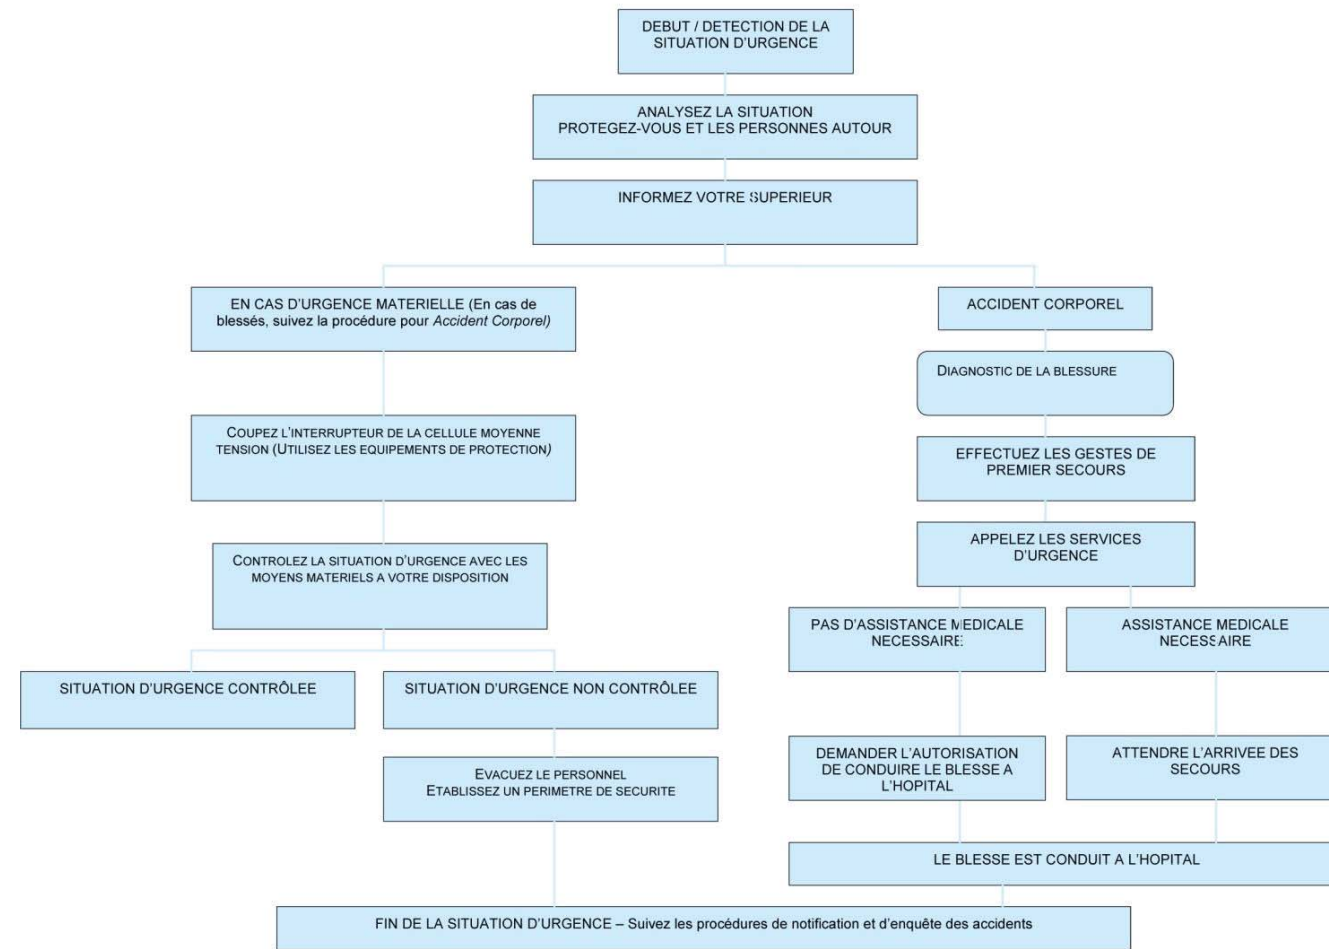 DEBUT / DETECTION DE LA
SITUATION D'URGENCE
ANALYSEZ LA SITUATION
PROTEGEZ-VOUS ET LES PERSONNES AUTOUR
INFORMEZ VOTRE SUPERIEUR
EN CAS D'URGENCE MATERIELLE (En cas de
blessés, suivez la procédure pour Accident Corporel)
COUPEZ L'INTERRUPTEUR DE LA CELLULE MOYENNE
TENSION (UTILISEZ LES EQUIPEMENTS DE PROTECTION)
CONTROLEZ LA SITUATION D'URGENCE AVEC LES
MOYENS MATERIELS A VOTRE DISPOSITION
SITUATION D'URGENCE CONTRÔLEE
SITUATION D'URGENCE NON CONTRÔLEE
EVACUEZ LE PERSONNEL
ETABLISSEZ UN PERIMETRE DE SECURITE
ACCIDENT CORPOREL
DIAGNOSTIC DE LA BLESSURE
EFFECTUEZ LES GESTES DE
PREMIER SECOURS
APPELEZ LES SERVICES
D'URGENCE
PAS D'ASSISTANCE MEDICALE
NECESSAIRE
ASSISTANCE MEDICALE
NECESSAIRE
DEMANDER L'AUTORISATION
DE CONDUIRE LE BLESSE A
L'HOPITAL
ATTENDRE L'ARRIVEE DES
SECOURS
LE BLESSE EST CONDUIT A L'HOPITAL
FIN DE LA SITUATION D'URGENCE – Suivez les procédures de notification et d'enquête des accidents